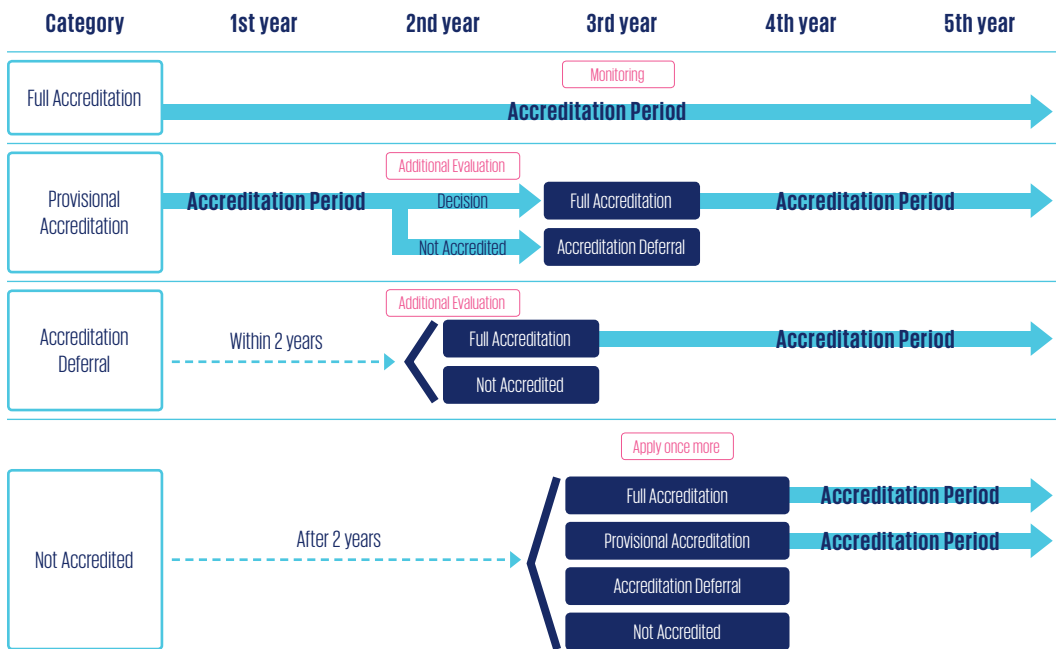 Category 1st year 2nd year 3rd year 4th year 5th year
Monitoring
Full Accreditation
Accreditation Period
Additional Evaluation
Provisional
Accreditation
Accreditation Period
Decision
Full Accreditation
Accreditation Period
Not Accredited
Accreditation Deferral
Additional Evaluation
Accreditation
Deferral
Within 2 years
Full Accreditation
Accreditation Period
Not Accredited
Apply once more
Not Accredited
After 2 years
Full Accreditation
Accreditation Period
Provisional Accreditation
Accreditation Period
Accreditation Deferral
Not Accredited